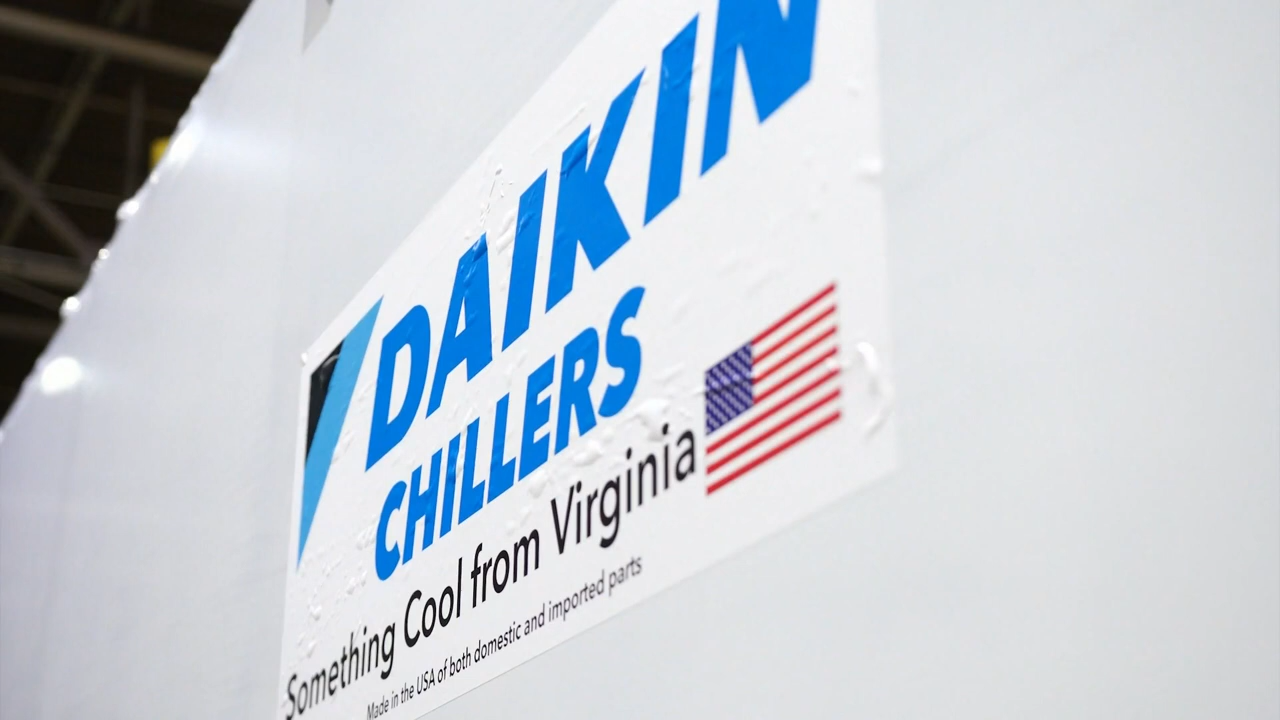 DAIKIN
CHILLERS
Something Cool from Virginia
Made in the USA of both domestic and imported parts